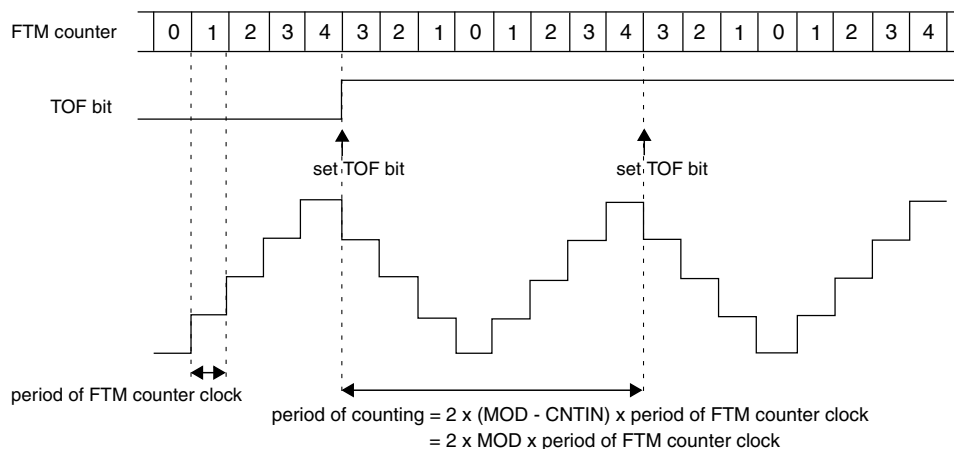 FTM counter 0 1 2 3 4 3 2 1 0 1 2 3 4 3 2 1 0 1 2 3 4
TOF bit
set TOF bit set TOF bit
period of FTM counter clock
period of counting = 2 x (MOD - CNTIN) x period of FTM counter clock
= 2 x MOD x period of FTM counter clock